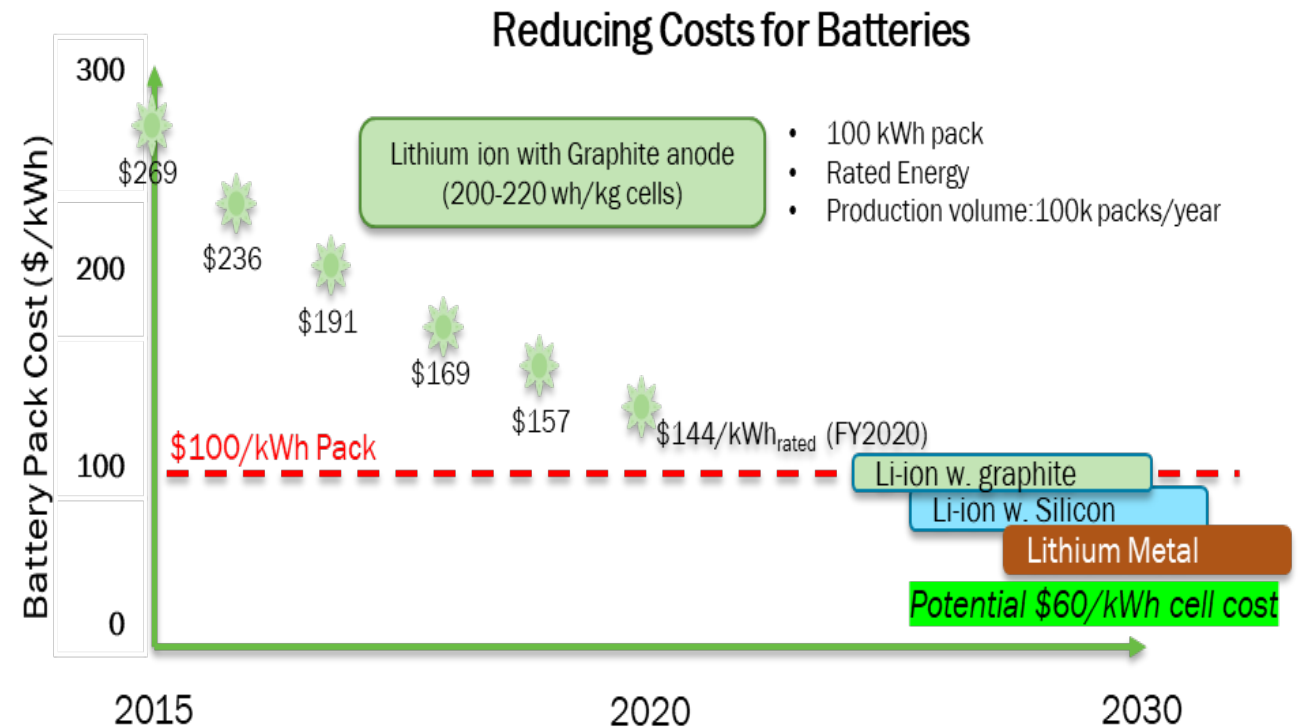 Reducing Costs for Batteries
Battery Pack Cost ($/kWh)
300
200
100
0
$269
$236
$191
$169
$157
$144/kWhrated (FY2020)
Lithium ion with Graphite anode
(200-220 wh/kg cells)
• 100 kWh pack
• Rated Energy
• Production volume:100k packs/year
$100/kWh Pack
Li-ion w. graphite
Li-ion w. Silicon
Lithium Metal
Potential $60/kWh cell cost
2015
2020
2030